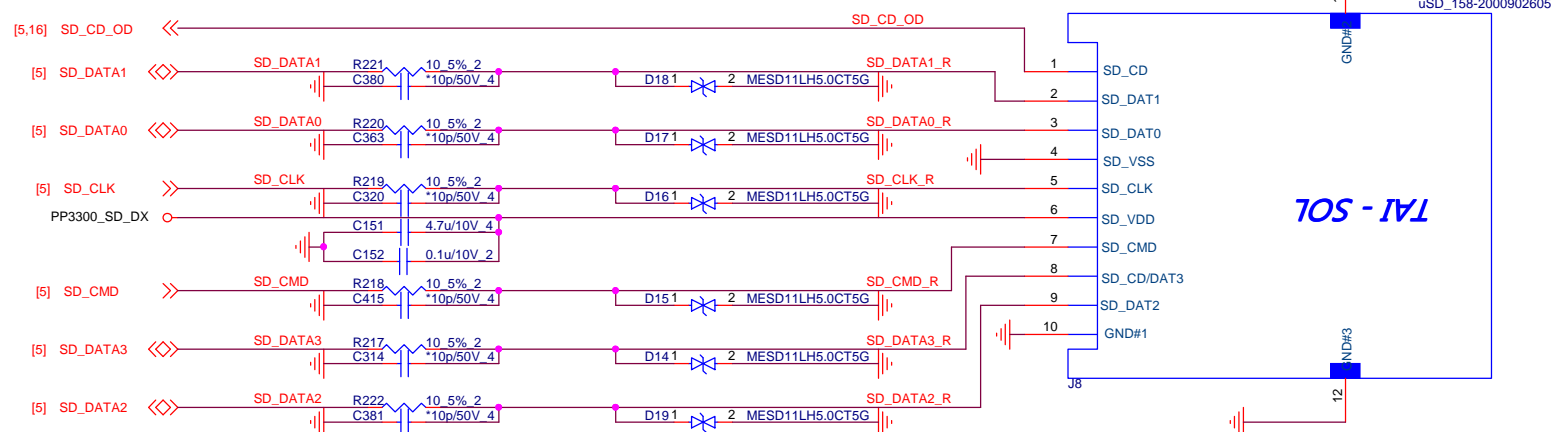 uSD_158-2000902605
GND#2
[5,16] SD_CD_OD SD_CD_OD
1 SD_CD
[5] SD_DATA1 SD_DATA1 R221 10_5%_2 SD_DATA1_R
C380 *10p/50V_4 D18 1 2 MESD11LH5.0CT5G
2 SD_DAT1
[5] SD_DATA0 SD_DATA0 R220 10_5%_2 SD_DATA0_R
3 SD_DAT0
C363 *10p/50V_4 D17 1 2 MESD11LH5.0CT5G
4 SD_VSS
[5] SD_CLK SD_CLK R219 10_5%_2 SD_CLK_R
5 SD_CLK
C320 *10p/50V_4 D16 1 2 MESD11LH5.0CT5G
PP3300_SD_DX
6 SD_VDD
TAI - SOL
C151 4.7u/10V_4
7 SD_CMD
C152 0.1u/10V_2
8 SD_CD/DAT3
[5] SD_CMD SD_CMD R218 10_5%_2 SD_CMD_R
C415 *10p/50V_4 D15 1 2 MESD11LH5.0CT5G
9 SD_DAT2
10 GND#1
[5] SD_DATA3 SD_DATA3 R217 10_5%_2 SD_DATA3_R
C314 *10p/50V_4 D14 1 2 MESD11LH5.0CT5G
GND#3
J8
12
[5] SD_DATA2 SD_DATA2 R222 10_5%_2 SD_DATA2_R
C381 *10p/50V_4 D19 1 2 MESD11LH5.0CT5G